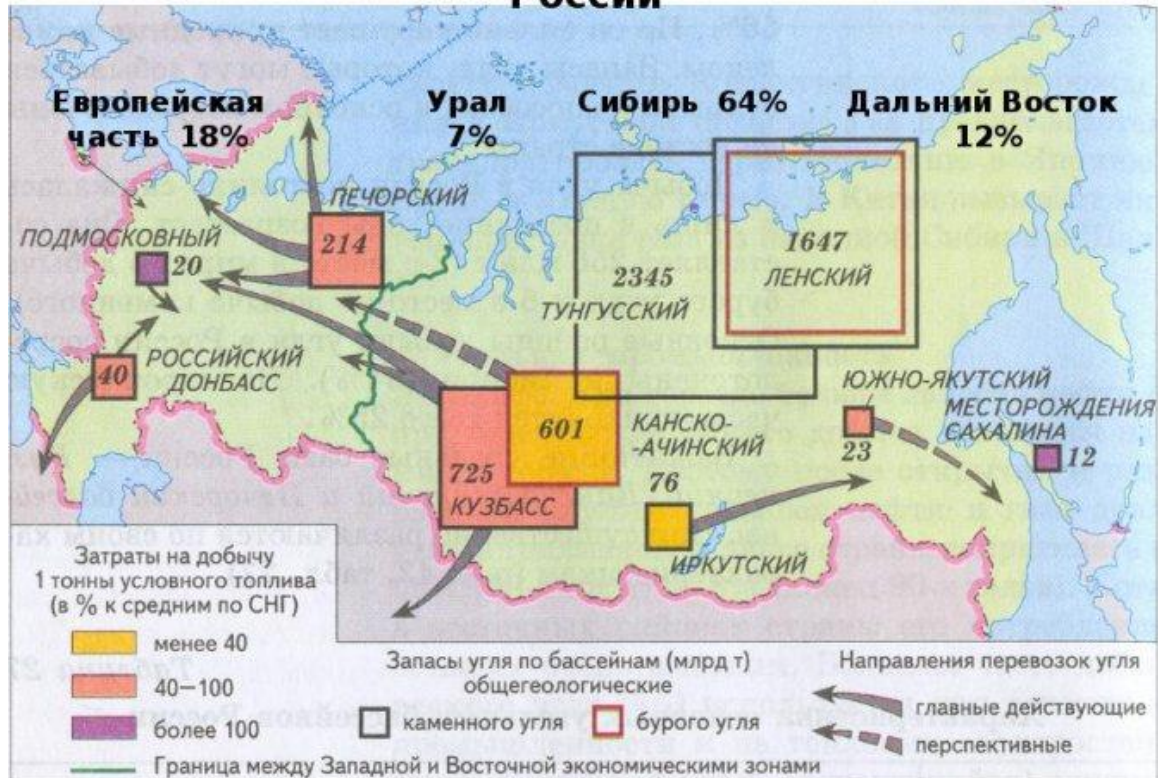 России
Европейская
часть 18%
Урал
7%
Сибирь 64%
Дальний Восток
12%
ПЕЧОРСКИЙ
214
ПОДМОСКОВНЫЙ
20
РОССИЙСКИЙ
ДОНБАСС
40
2345
ТУНГУССКИЙ
1647
ЛЕНСКИЙ
601
КАНСКО-
-АЧИНСКИЙ
725
КУЗБАСС
76
ИРКУТСКИЙ
ЮЖНО-ЯКУТСКИЙ
23
МЕСТОРОЖДЕНИЯ
САХАЛИНА
12
Затраты на добычу
1 тонны условного топлива
(в % к средним по СНГ)
менее 40
40—100
более 100
Запасы угля по бассейнам (млрд т)
общегеологические
каменного угля
бурого угля
Направления перевозок угля
главные действующие
перспективные
Граница между Западной и Восточной экономическими зонами